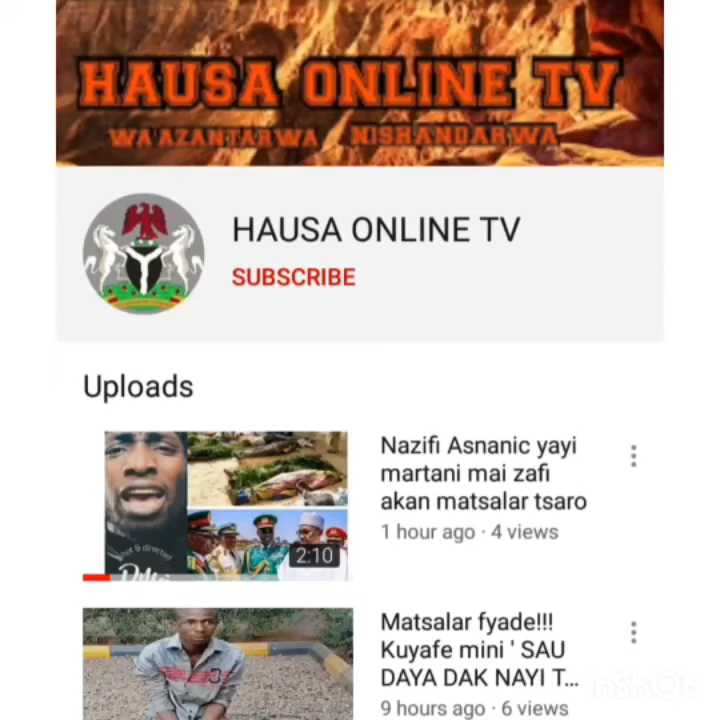 HAUSA ONLINE TV
WA'AZANTARWA NISHANDARWA
HAUSA ONLINE TV
SUBSCRIBE
Uploads
Nazifi Asnanic yayi
martani mai zafi
akan matsalar tsaro
1 hour ago · 4 views
& directed
2:10
Matsalar fyade!!!
Kuyafe mini ' SAU
DAYA DAK NAYI T...
9 hours ago · 6 views
InShOt